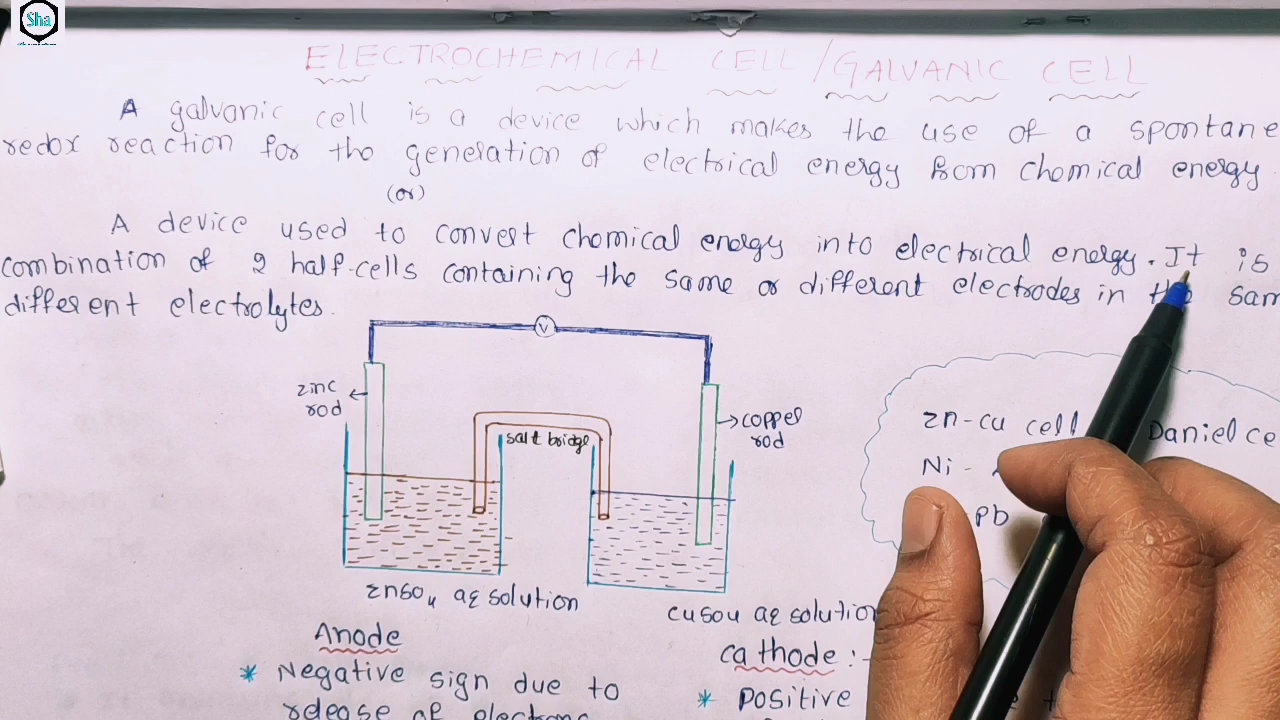 Sha
ELECTROCHEMICAL CELL / GALVANIC CELL
A galvanic cell is a device which makes the use of a spontane
redox reaction for the generation of electrical energy from chemical energy
(or)
A device used to convert chemical energy into electrical energy. It is
combination of 2 half-cells containing the same or different electrodes in the sam
different electrolytes.
V
zinc
rod
salt bridge
copper
rod
Zn-Cu cell Daniel ce
Ni -
Pb
ZnSO4 aq solution
CuSO4 aq solution
Anode
Cathode :-
* Negative sign due to
* Positive
release of electrons